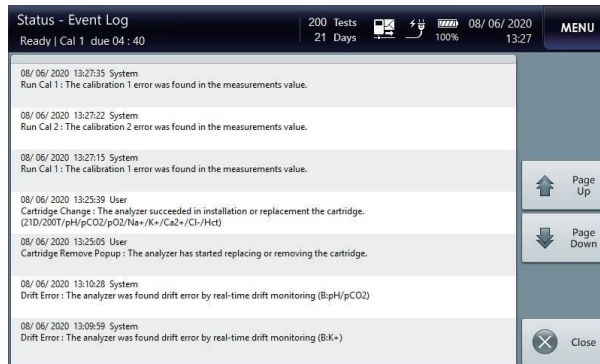 Status - Event Log
Ready | Cal 1 due 04 : 40
200 Tests
21 Days
100%
08/ 06/ 2020
13:27
MENU
08/ 06/ 2020 13:27:35 System
Run Cal 1 : The calibration 1 error was found in the measurements value.
08/ 06/ 2020 13:27:22 System
Run Cal 2 : The calibration 2 error was found in the measurements value.
08/ 06/ 2020 13:27:15 System
Run Cal 1 : The calibration 1 error was found in the measurements value.
08/ 06/ 2020 13:25:39 User
Cartridge Change : The analyzer succeeded in installation or replacement the cartridge.
(21D/200T/pH/pCO2/pO2/Na+/K+/Ca2+/Cl-/Hct)
08/ 06/ 2020 13:25:05 User
Cartridge Remove Popup : The analyzer has started replacing or removing the cartridge.
08/ 06/ 2020 13:10:28 System
Drift Error : The analyzer was found drift error by real-time drift monitoring (B:pH/pCO2)
08/ 06/ 2020 13:09:59 System
Drift Error : The analyzer was found drift error by real-time drift monitoring (B:K+)
Page
Up
Page
Down
Close